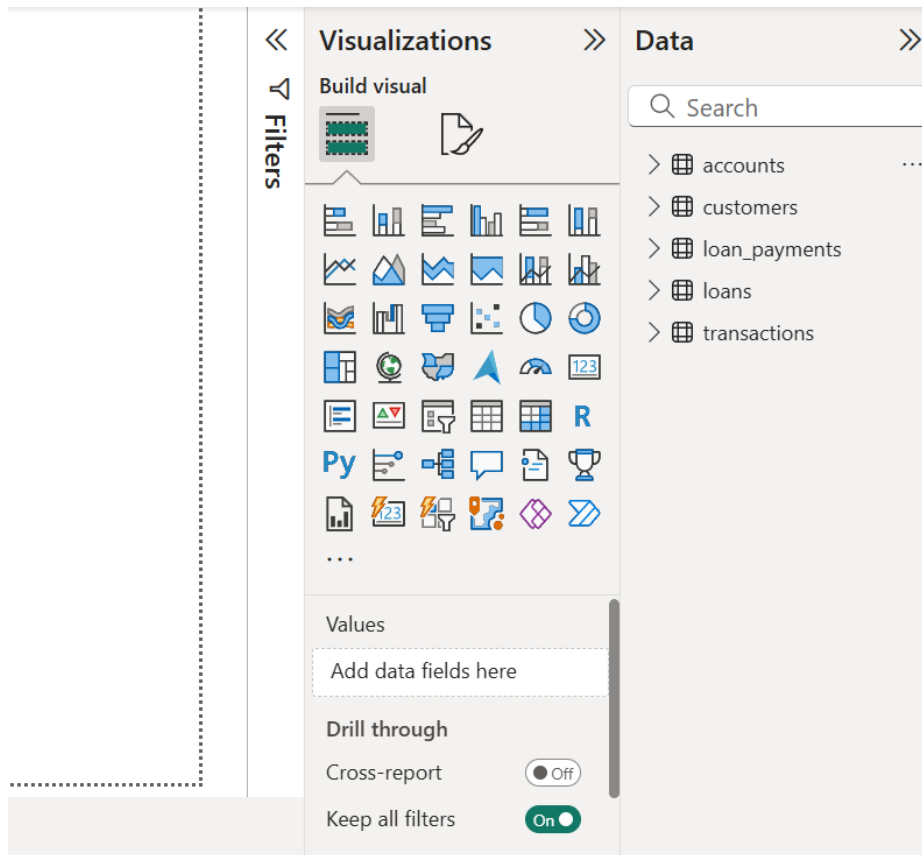 Filters
Visualizations
Build visual
123
R
Py
123
...
Values
Add data fields here
Drill through
Cross-report
Off
Keep all filters
On
Data
Search
accounts
...
customers
loan_payments
loans
transactions